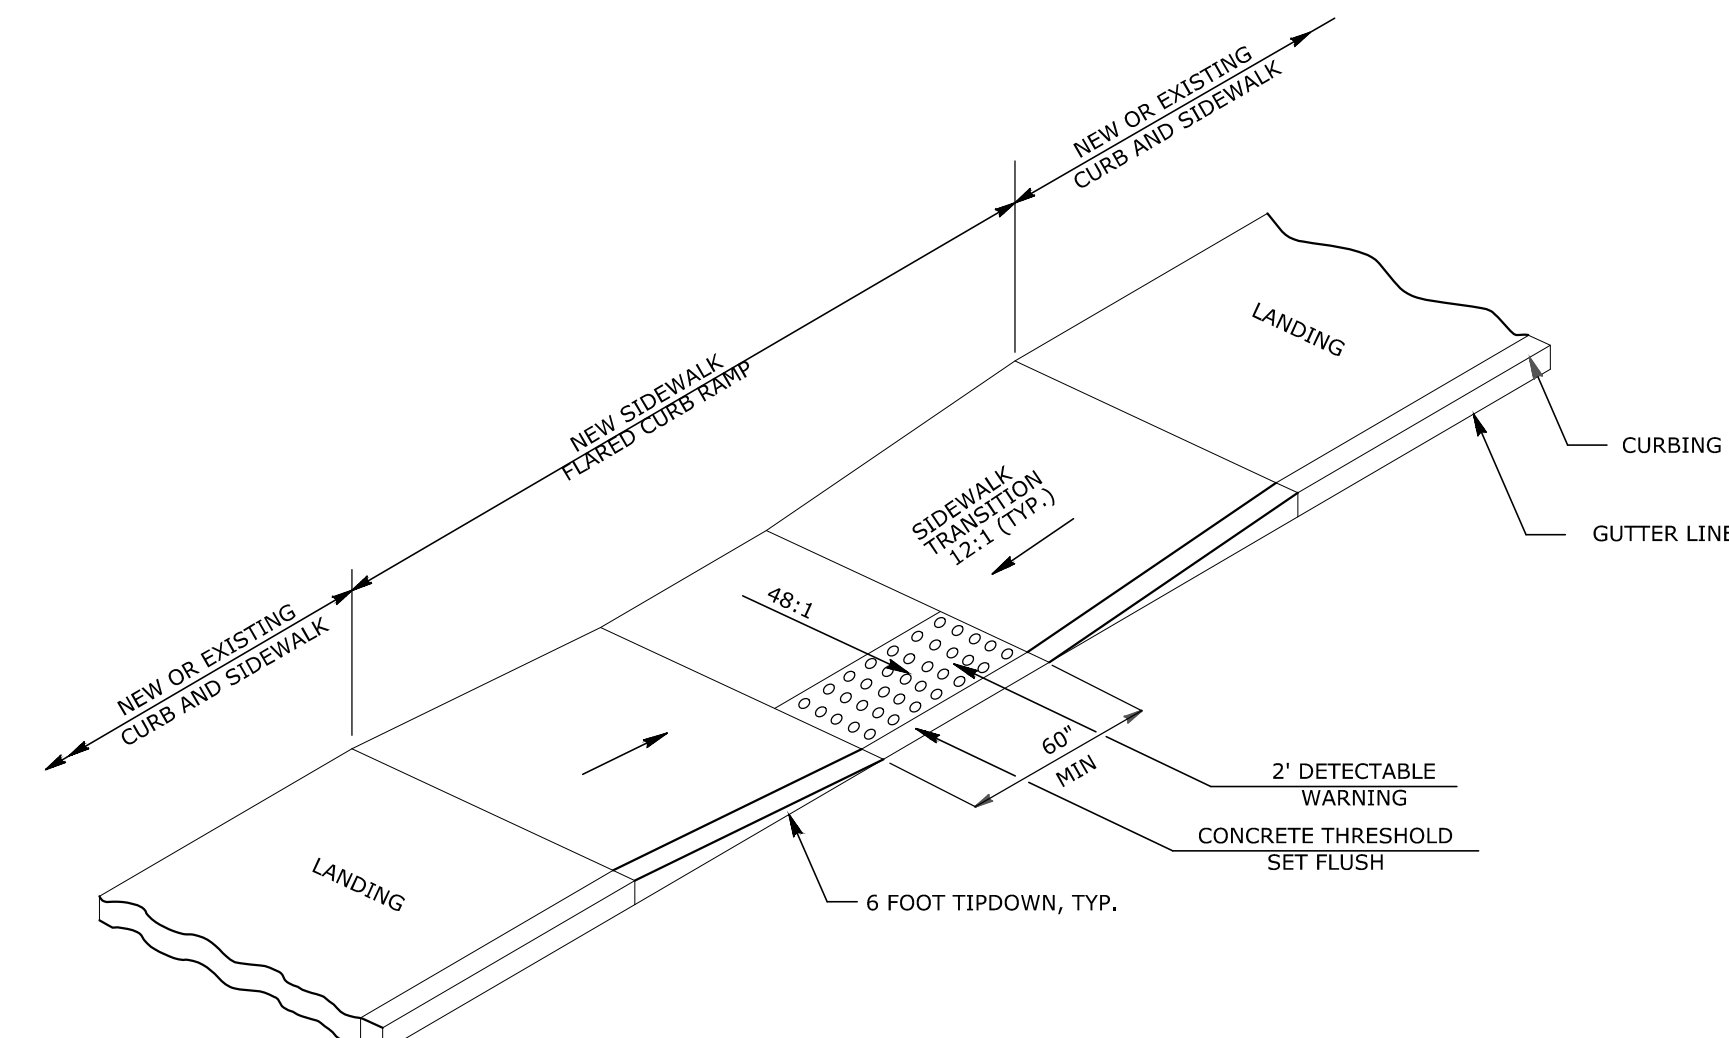 NEW OR EXISTING
CURB AND SIDEWALK
LANDING
NEW SIDEWALK
FLARED CURB RAMP
CURBING
SIDEWALK
TRANSITION
12:1 (TYP.)
GUTTER LINE
48:1
NEW OR EXISTING
CURB AND SIDEWALK
60"
MIN
2' DETECTABLE
WARNING
CONCRETE THRESHOLD
SET FLUSH
LANDING
6 FOOT TIPDOWN, TYP.